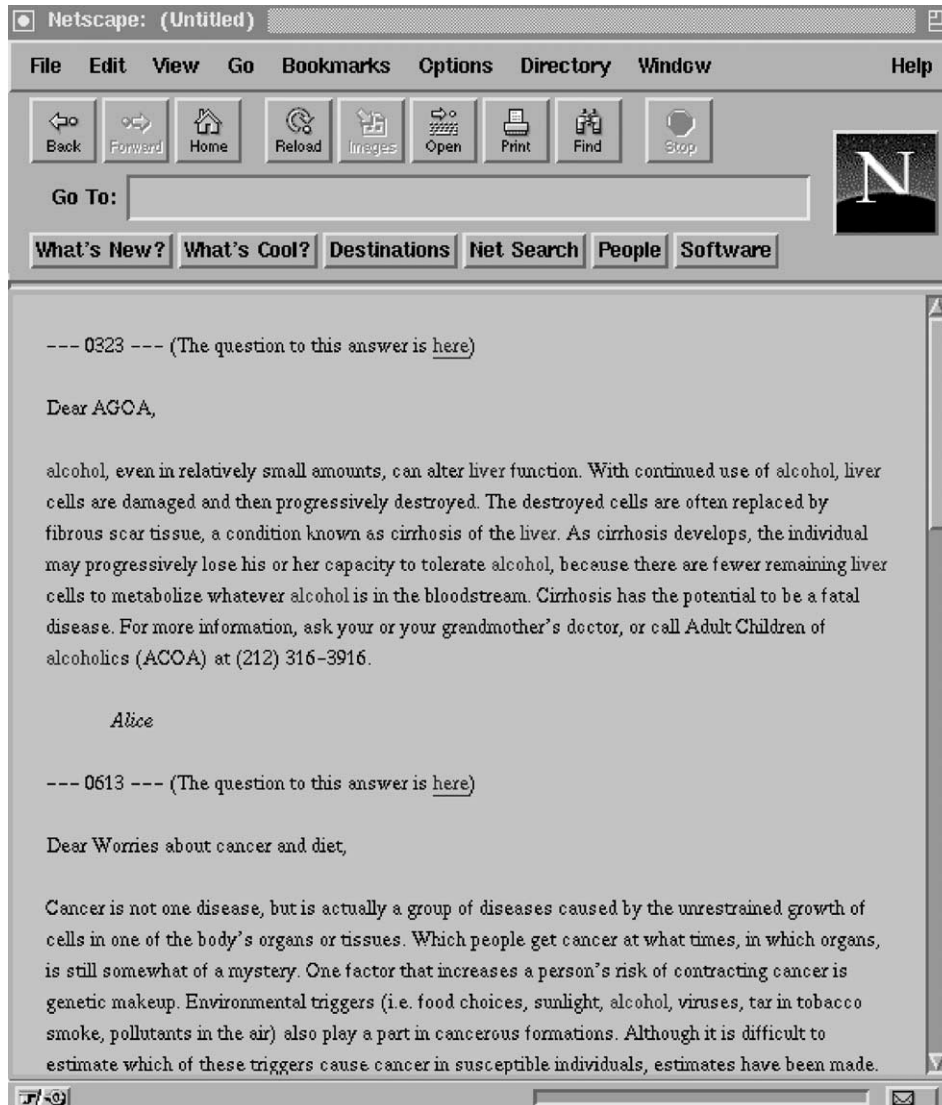 Netscape: (Untitled)
File Edit View Go Bookmarks Options Directory Window Help
Back Forward Home Reload Images Open Print Find Stop
N
Go To:
What's New? What's Cool? Destinations Net Search People Software
--- 0323 --- (The question to this answer is here)
Dear AGOA,
alcohol, even in relatively small amounts, can alter liver function. With continued use of alcohol, liver
cells are damaged and then progressively destroyed. The destroyed cells are often replaced by
fibrous scar tissue, a condition known as cirrhosis of the liver. As cirrhosis develops, the individual
may progressively lose his or her capacity to tolerate alcohol, because there are fewer remaining liver
cells to metabolize whatever alcohol is in the bloodstream. Cirrhosis has the potential to be a fatal
disease. For more information, ask your or your grandmother's doctor, or call Adult Children of
alcoholics (ACOA) at (212) 316-3916.
Alice
--- 0613 --- (The question to this answer is here)
Dear Worries about cancer and diet,
Cancer is not one disease, but is actually a group of diseases caused by the unrestrained growth of
cells in one of the body's organs or tissues. Which people get cancer at what times, in which organs,
is still somewhat of a mystery. One factor that increases a person's risk of contracting cancer is
genetic makeup. Environmental triggers (i.e. food choices, sunlight, alcohol, viruses, tar in tobacco
smoke, pollutants in the air) also play a part in cancerous formations. Although it is difficult to
estimate which of these triggers cause cancer in susceptible individuals, estimates have been made.